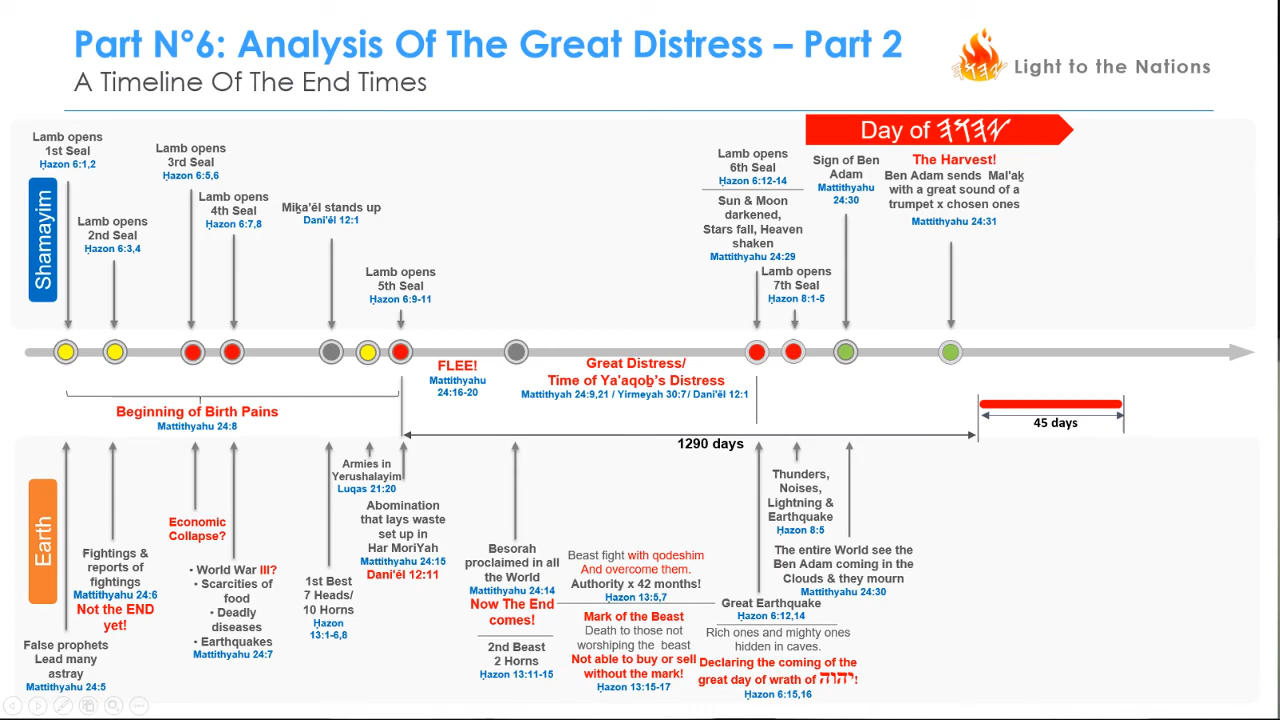 Part N°6: Analysis Of The Great Distress – Part 2
A Timeline Of The End Times
𐤉𐤄𐤅𐤄
Light to the Nations
Day of 𐤉𐤄𐤅𐤄
Shamayim
Lamb opens
1st Seal
Ḥazon 6:1,2
Lamb opens
2nd Seal
Ḥazon 6:3,4
Lamb opens
3rd Seal
Ḥazon 6:5,6
Lamb opens
4th Seal
Ḥazon 6:7,8
Miḵa'ĕl stands up
Dani'ĕl 12:1
Lamb opens
5th Seal
Ḥazon 6:9-11
Lamb opens
6th Seal
Ḥazon 6:12-14
Sun & Moon
darkened,
Stars fall, Heaven
shaken
Mattithyahu 24:29
Lamb opens
7th Seal
Ḥazon 8:1-5
Sign of Ben
Adam
Mattithyahu
24:30
The Harvest!
Ben Adam sends Mal'aḵ
with a great sound of a
trumpet x chosen ones
Mattithyahu 24:31
Beginning of Birth Pains
Mattithyahu 24:8
FLEE!
Mattithyahu
24:16-20
Great Distress/
Time of Ya'aqoḇ's Distress
Mattithyah 24:9,21 / Yirmeyah 30:7/ Dani'ĕl 12:1
1290 days
45 days
Earth
False prophets
Lead many
astray
Mattithyahu 24:5
Fightings &
reports of
fightings
Mattithyahu 24:6
Not the END
yet!
Economic
Collapse?
• World War III?
• Scarcities of
food
• Deadly
diseases
• Earthquakes
Mattithyahu 24:7
1st Best
7 Heads/
10 Horns
Ḥazon
13:1-6,8
Armies in
Yerushalayim
Luqas 21:20
Abomination
that lays waste
set up in
Har MoriYah
Mattithyahu 24:15
Dani'ĕl 12:11
Besorah
proclaimed in all
the World
Mattithyahu 24:14
Now The End
comes!
2nd Beast
2 Horns
Ḥazon 13:11-15
Beast fight with qodeshim
And overcome them.
Authority x 42 months!
Ḥazon 13:5,7
Mark of the Beast
Death to those not
worshiping the beast
Not able to buy or sell
without the mark!
Ḥazon 13:15-17
Great Earthquake
Ḥazon 6:12,14
Rich ones and mighty ones
hidden in caves.
Declaring the coming of the
great day of wrath of יהוה!
Ḥazon 6:15,16
Thunders,
Noises,
Lightning &
Earthquake
Ḥazon 8:5
The entire World see the
Ben Adam coming in the
Clouds & they mourn
Mattithyahu 24:30